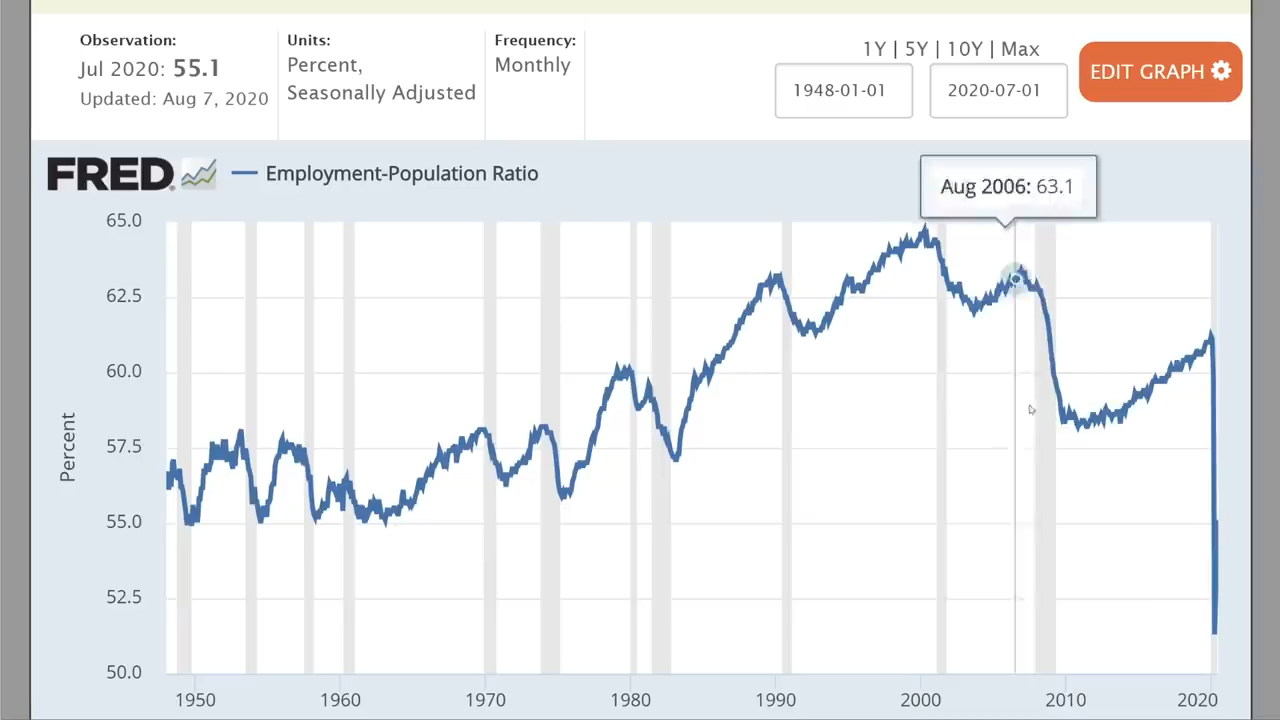 Observation:
Jul 2020: 55.1
Updated: Aug 7, 2020
Units:
Percent,
Seasonally Adjusted
Frequency:
Monthly
1Y | 5Y | 10Y | Max
1948-01-01
2020-07-01
EDIT GRAPH
FRED®
Employment-Population Ratio
Aug 2006: 63.1
65.0
62.5
60.0
57.5
55.0
52.5
50.0
Percent
1950
1960
1970
1980
1990
2000
2010
2020